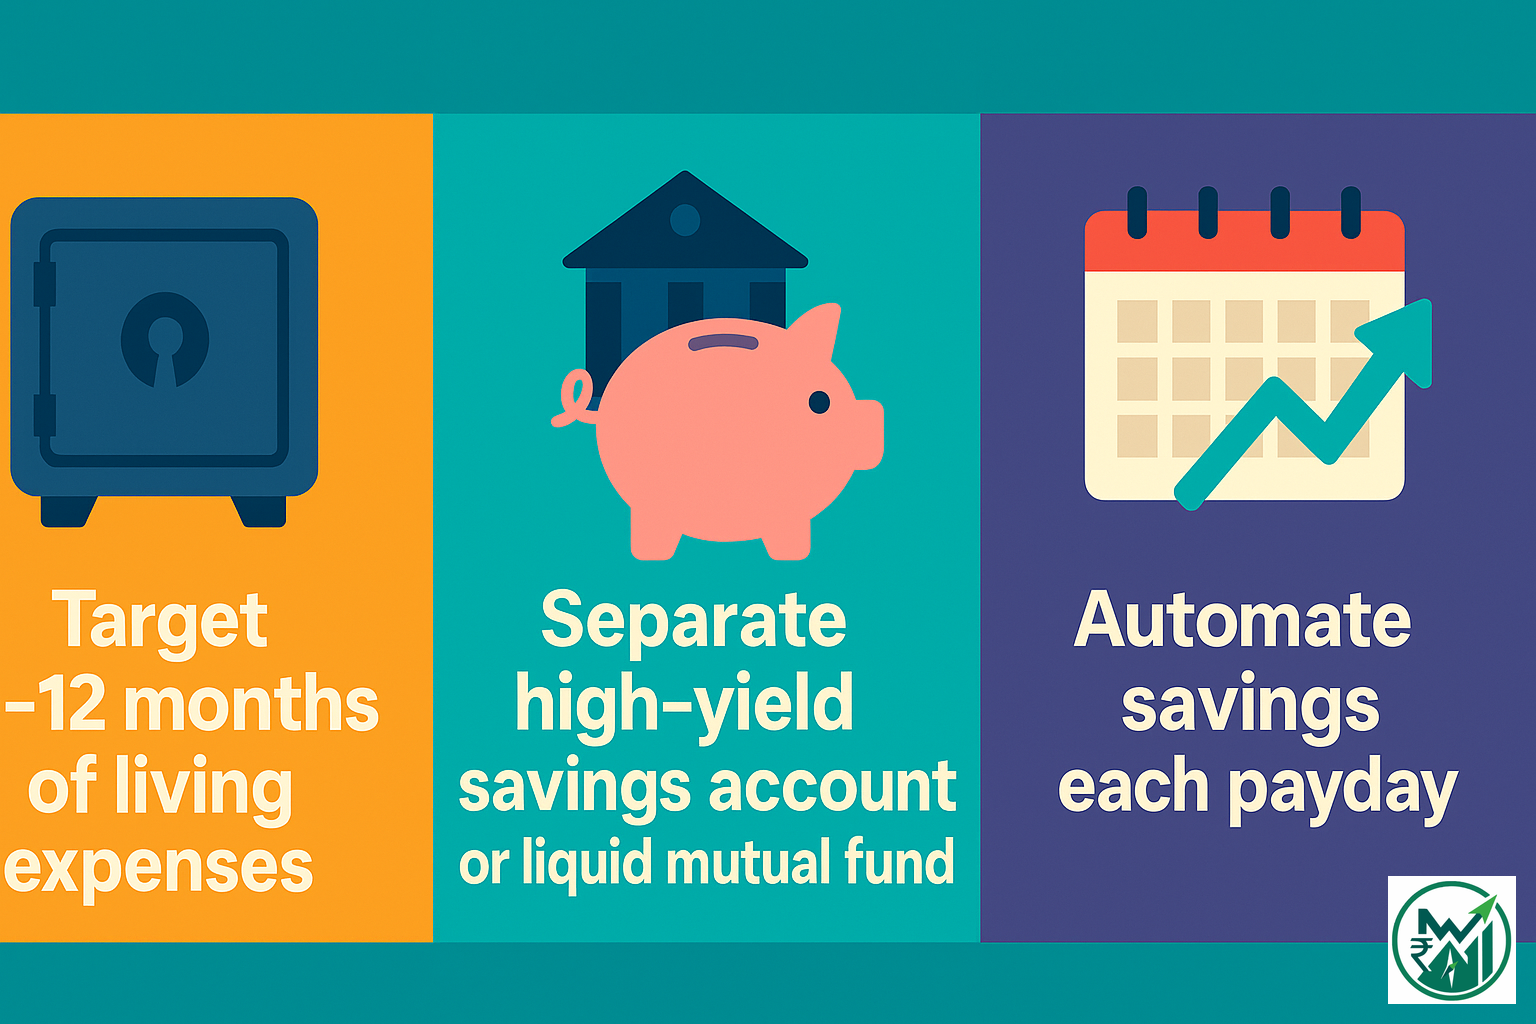 Target
–12 months
of living
expenses
Separate
high-yield
savings account
or liquid mutual fund
Automate
savings
each payday
₹